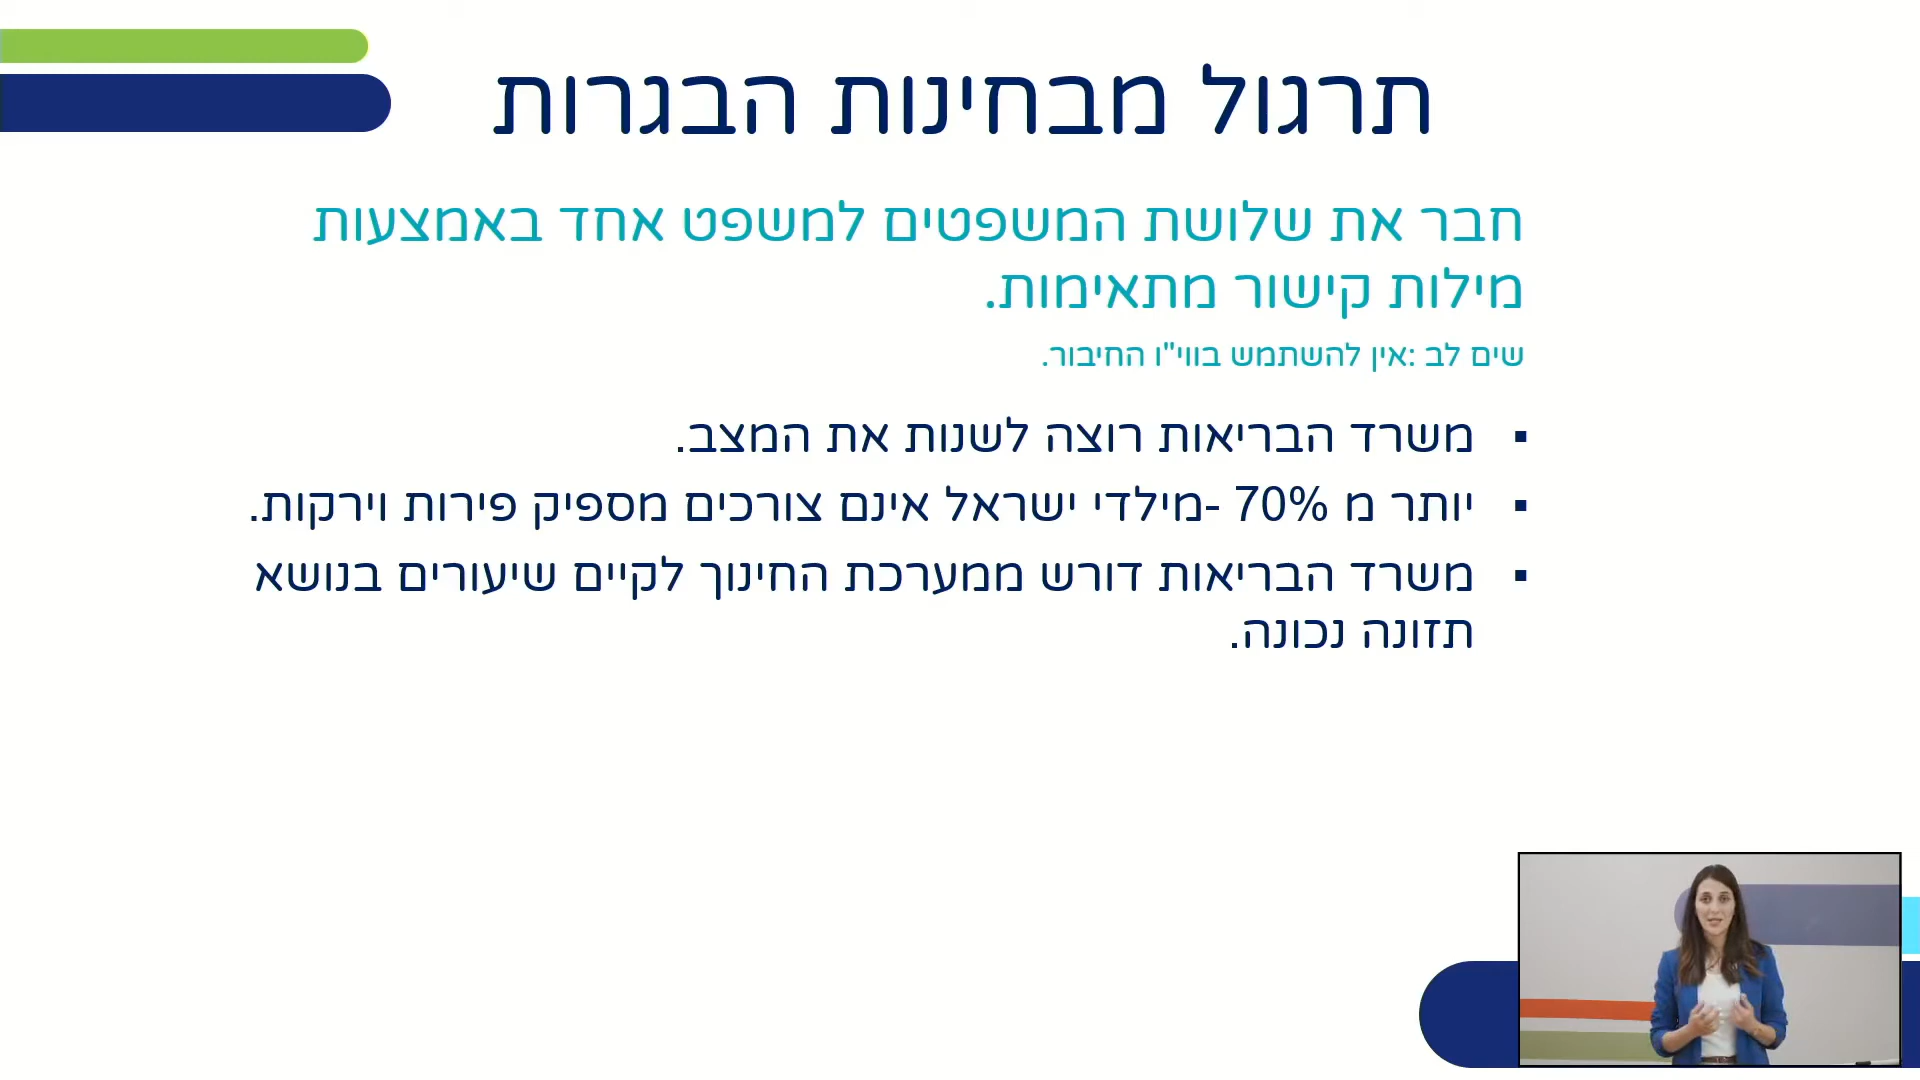 תרגול מבחינות הבגרות
חבר את שלושת המשפטים למשפט אחד באמצעות
מילות קישור מתאימות.
שים לב :אין להשתמש בווי"ו החיבור.
▪ משרד הבריאות רוצה לשנות את המצב.
▪ יותר מ 70% -מילדי ישראל אינם צורכים מספיק פירות וירקות.
▪ משרד הבריאות דורש ממערכת החינוך לקיים שיעורים בנושא
תזונה נכונה.